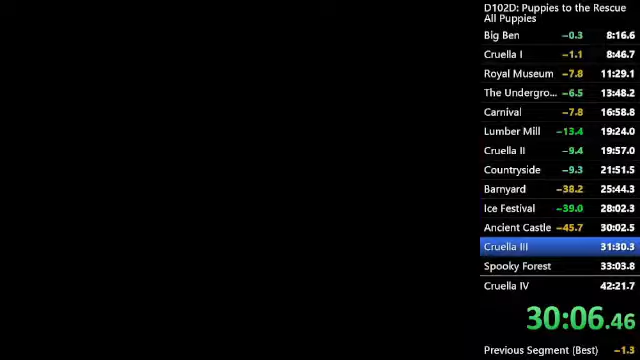 D102D: Puppies to the Rescue
All Puppies
Big Ben −0.3 8:16.6
Cruella I −1.1 8:46.7
Royal Museum −7.8 11:29.1
The Undergro... −6.5 13:48.2
Carnival −7.8 16:58.8
Lumber Mill −13.4 19:24.0
Cruella II −9.4 19:57.0
Countryside −9.3 21:51.5
Barnyard −38.2 25:44.3
Ice Festival −39.0 28:02.3
Ancient Castle −45.7 30:02.5
Cruella III 31:30.3
Spooky Forest 33:03.8
Cruella IV 42:21.7
30:06.46
Previous Segment (Best) −1.3